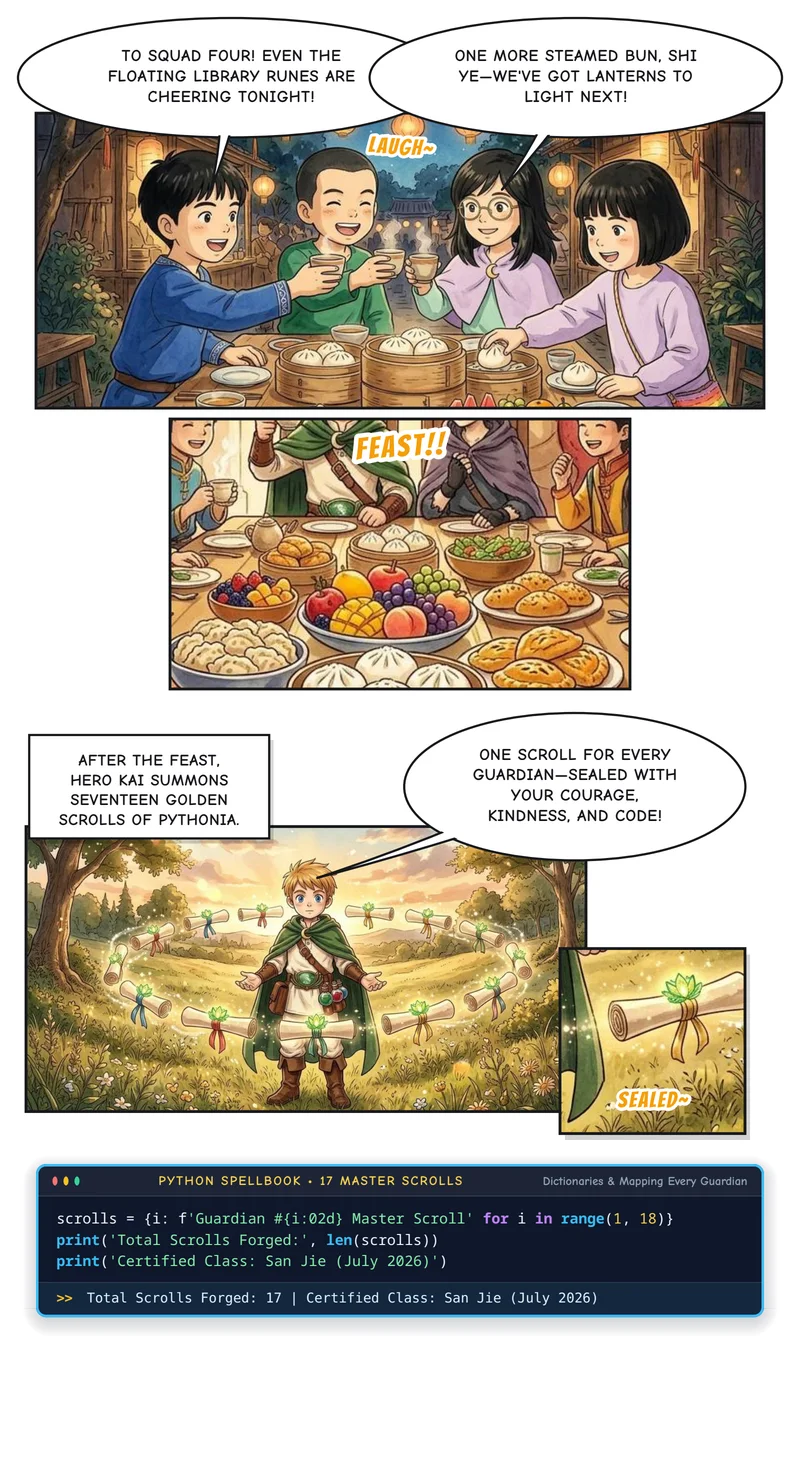 TO SQUAD FOUR! EVEN THE
FLOATING LIBRARY RUNES ARE
CHEERING TONIGHT!
ONE MORE STEAMED BUN, SHI
YE—WE'VE GOT LANTERNS TO
LIGHT NEXT!
LAUGH~
FEAST!!
AFTER THE FEAST,
HERO KAI SUMMONS
SEVENTEEN GOLDEN
SCROLLS OF PYTHONIA.
ONE SCROLL FOR EVERY
GUARDIAN—SEALED WITH
YOUR COURAGE,
KINDNESS, AND CODE!
SEALED~
PYTHON SPELLBOOK • 17 MASTER SCROLLS
Dictionaries & Mapping Every Guardian
scrolls = {i: f'Guardian #{i:02d} Master Scroll' for i in range(1, 18)}
print('Total Scrolls Forged:', len(scrolls))
print('Certified Class: San Jie (July 2026)')
>> Total Scrolls Forged: 17 | Certified Class: San Jie (July 2026)